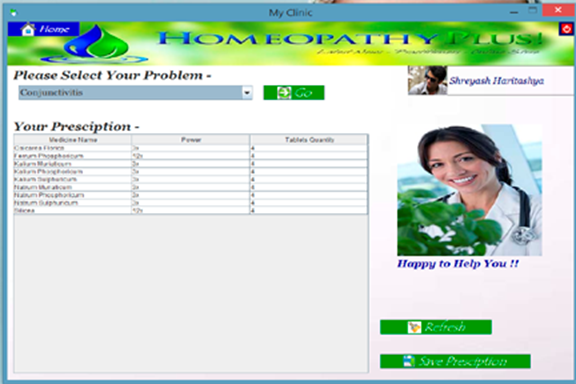 My Clinic
Home
HOMEOPATHY PLUS!
Please Select Your Problem -
Shreyash Haritashya
Conjunctivitis
Go
Your Presciption -
Medicine Name Power Tablets Quantity
3x 4
Ferrum Phosphoricum 12x 4
Kalium Muriaticum 3x 4
Kalium Phosphoricum 3x 4
Kalium Sulphuricum 3x 4
Natrum Muriaticum 3x 4
Natrum Phosphoricum 3x 4
Natrum Sulphuricum 3x 4
Silicea 12x 4
Happy to Help You !!
Refresh
Save Presciption